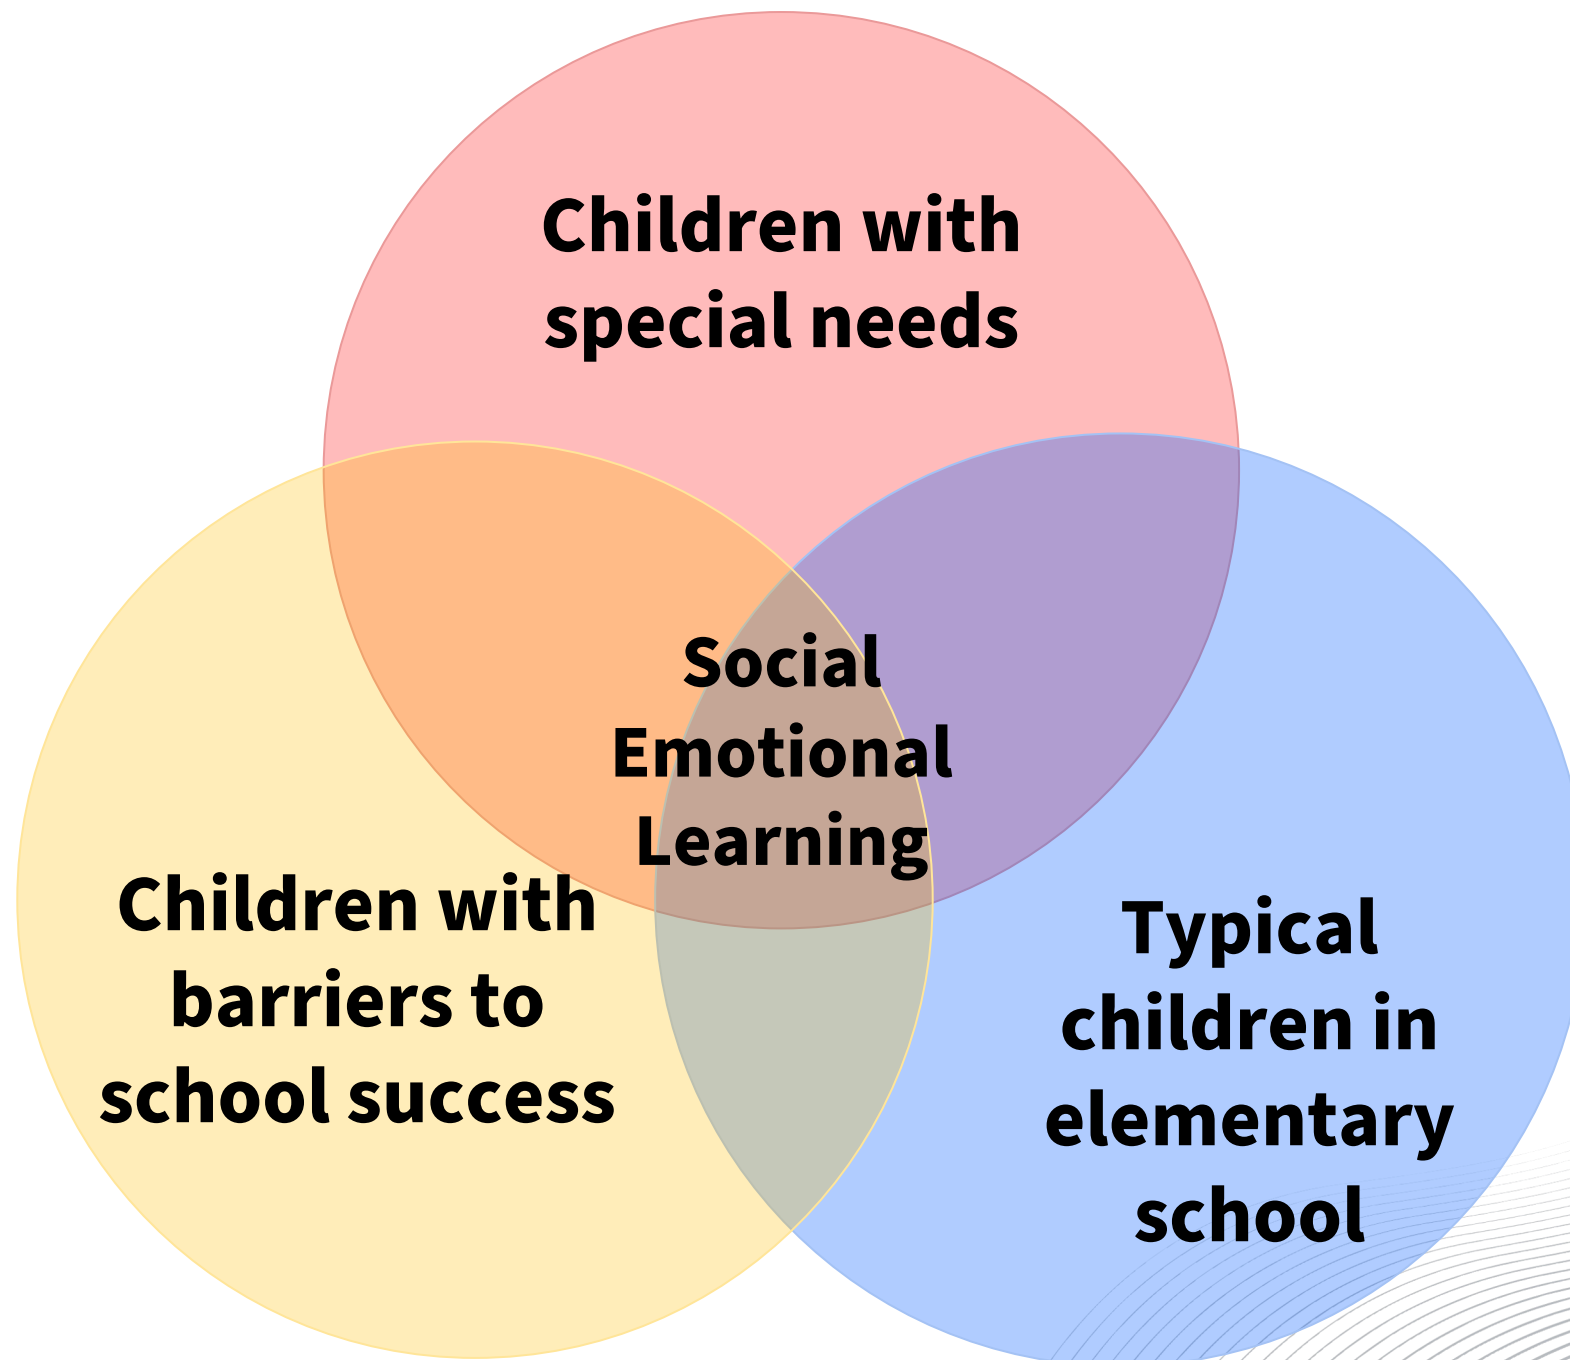 Children with
special needs
Social
Emotional
Learning
Children with
barriers to
school success
Typical
children in
elementary
school